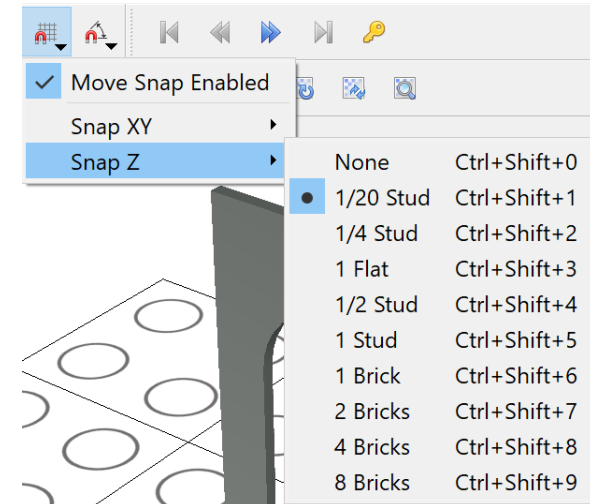 Move Snap Enabled
Snap XY
Snap Z
None Ctrl+Shift+0
1/20 Stud Ctrl+Shift+1
1/4 Stud Ctrl+Shift+2
1 Flat Ctrl+Shift+3
1/2 Stud Ctrl+Shift+4
1 Stud Ctrl+Shift+5
1 Brick Ctrl+Shift+6
2 Bricks Ctrl+Shift+7
4 Bricks Ctrl+Shift+8
8 Bricks Ctrl+Shift+9